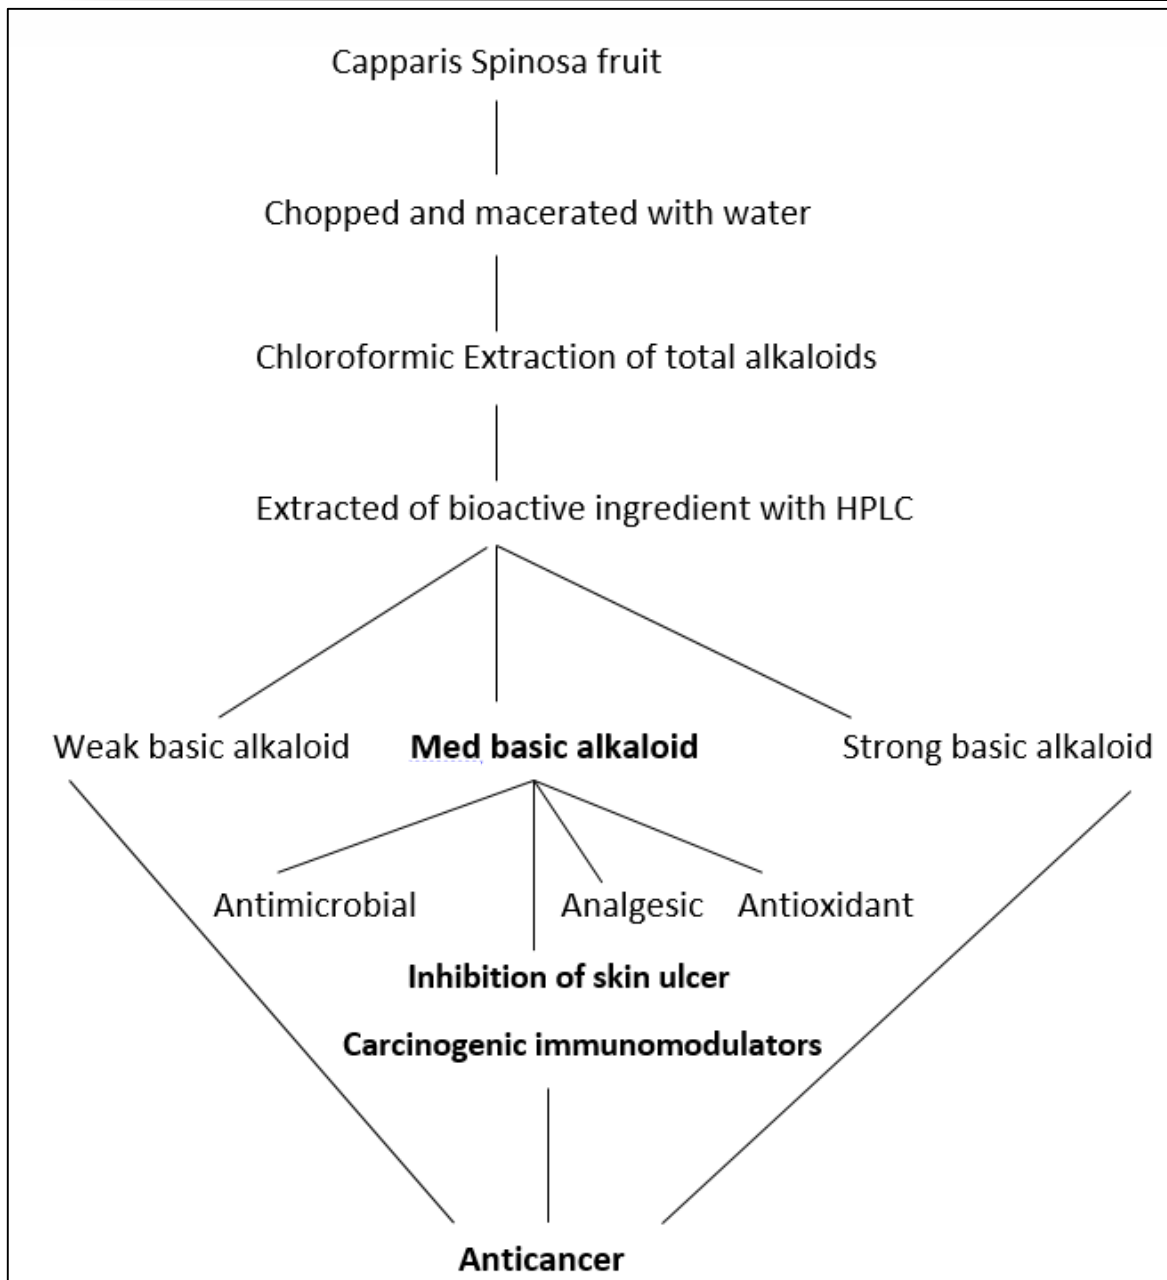 Capparis Spinosa fruit
Chopped and macerated with water
Chloroformic Extraction of total alkaloids
Extracted of bioactive ingredient with HPLC
Weak basic alkaloid Med basic alkaloid Strong basic alkaloid
Antimicrobial Analgesic Antioxidant
Inhibition of skin ulcer
Carcinogenic immunomodulators
Anticancer